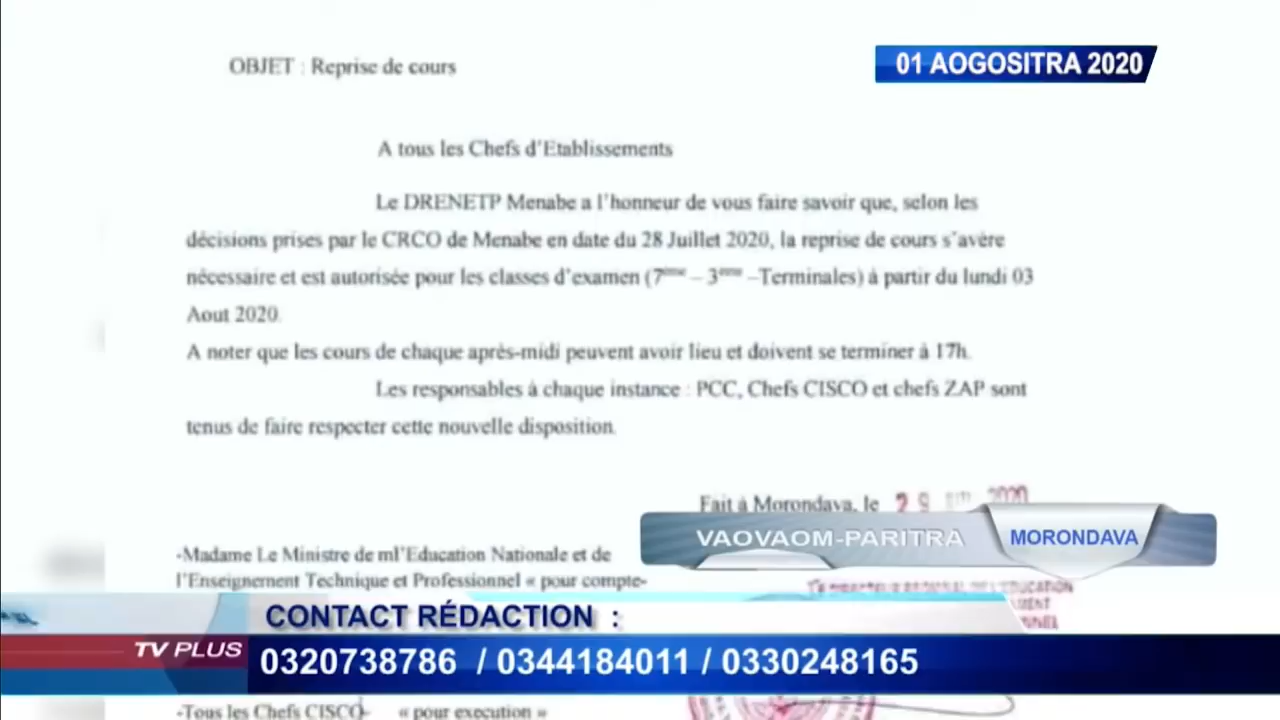 OBJET : Reprise de cours
01 AOGOSITRA 2020
A tous les Chefs d'Etablissements
Le DRENETP Menabe a l'honneur de vous faire savoir que, selon les
décisions prises par le CRCO de Menabe en date du 28 Juillet 2020, la reprise de cours s'avère
nécessaire et est autorisée pour les classes d'examen (7ème – 3ème –Terminales) à partir du lundi 03
Aout 2020.
A noter que les cours de chaque après-midi peuvent avoir lieu et doivent se terminer à 17h.
Les responsables à chaque instance : PCC, Chefs CISCO et chefs ZAP sont
tenus de faire respecter cette nouvelle disposition.
Fait à Morondava, le 29 2020
VAOVAOM-PARITRA
MORONDAVA
-Madame Le Ministre de ml'Education Nationale et de
l'Enseignement Technique et Professionnel « pour compte-
DIRECTEUR REGIONAL DE L'EDUCATION
CONTACT RÉDACTION :
TV PLUS
0320738786 / 0344184011 / 0330248165
-Tous les Chefs CISCO- « pour execution »